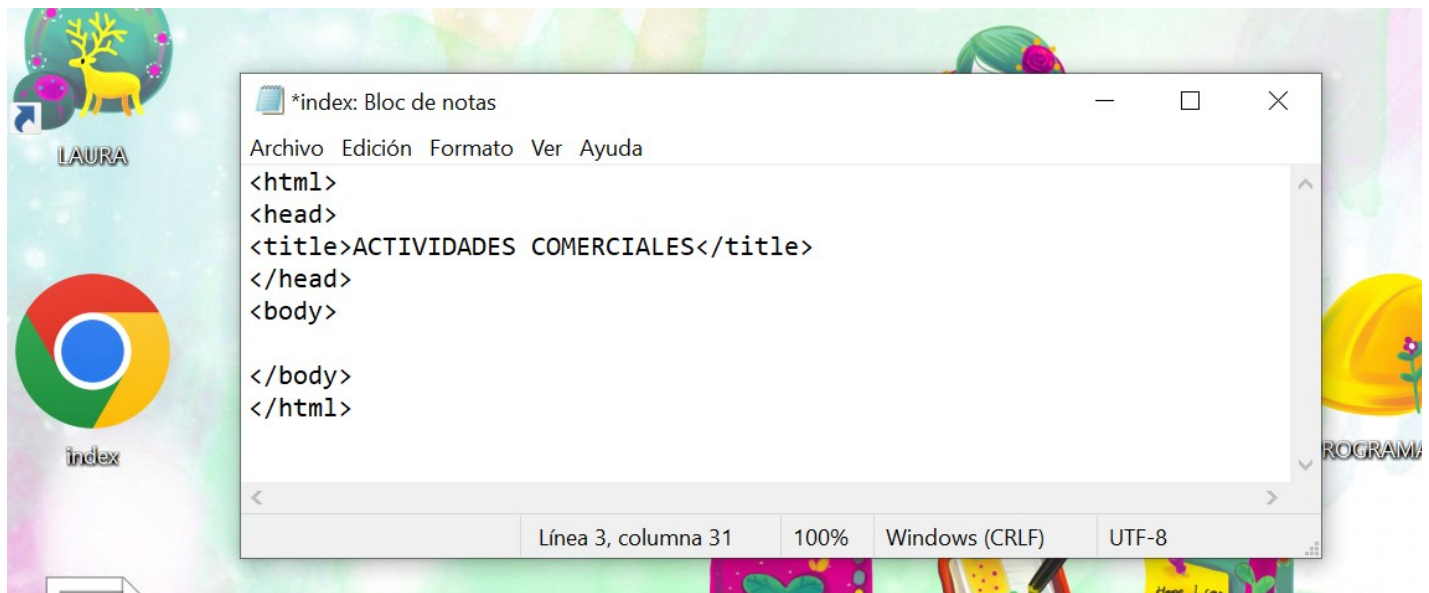 LAURA
*index: Bloc de notas
Archivo Edición Formato Ver Ayuda
<html>
<head>
<title>ACTIVIDADES COMERCIALES</title>
</head>
<body>
</body>
</html>
index
Línea 3, columna 31 100% Windows (CRLF) UTF-8